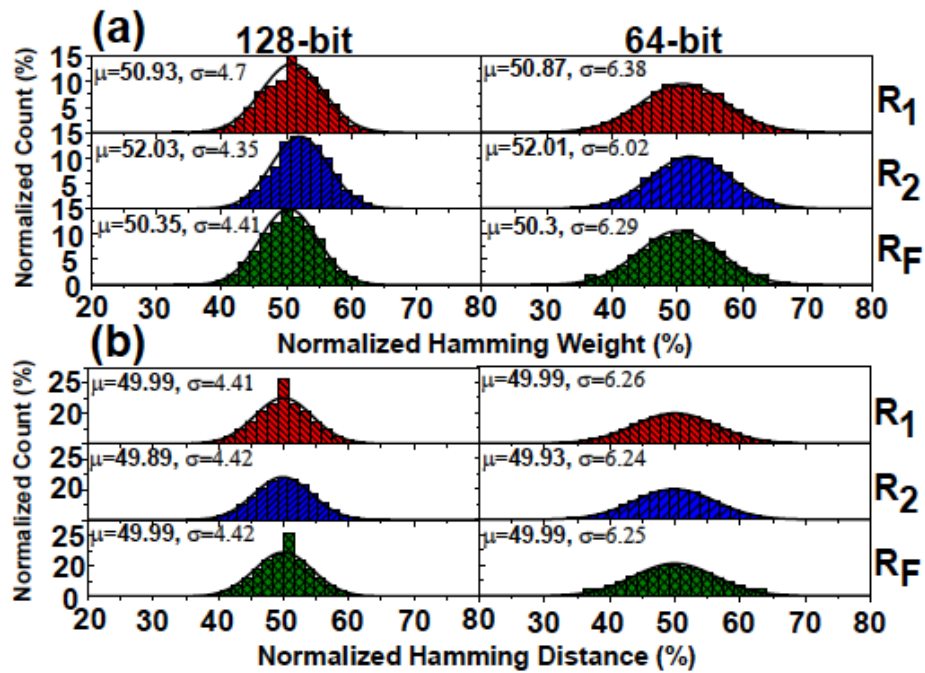 (a) 128-bit 64-bit
Normalized Count (%)
15
10
5
μ=50.93, σ=4.7
μ=50.87, σ=6.38
R1
15
10
5
μ=52.03, σ=4.35
μ=52.01, σ=6.02
R2
15
10
5
0
μ=50.35, σ=4.41
μ=50.3, σ=6.29
RF
20 30 40 50 60 70 80 30 40 50 60 70 80
Normalized Hamming Weight (%)
(b)
Normalized Count (%)
25
20
μ=49.99, σ=4.41
μ=49.99, σ=6.26
R1
25
20
μ=49.89, σ=4.42
μ=49.93, σ=6.24
R2
25
20
0
μ=49.99, σ=4.42
μ=49.99, σ=6.25
RF
20 30 40 50 60 70 80 30 40 50 60 70 80
Normalized Hamming Distance (%)